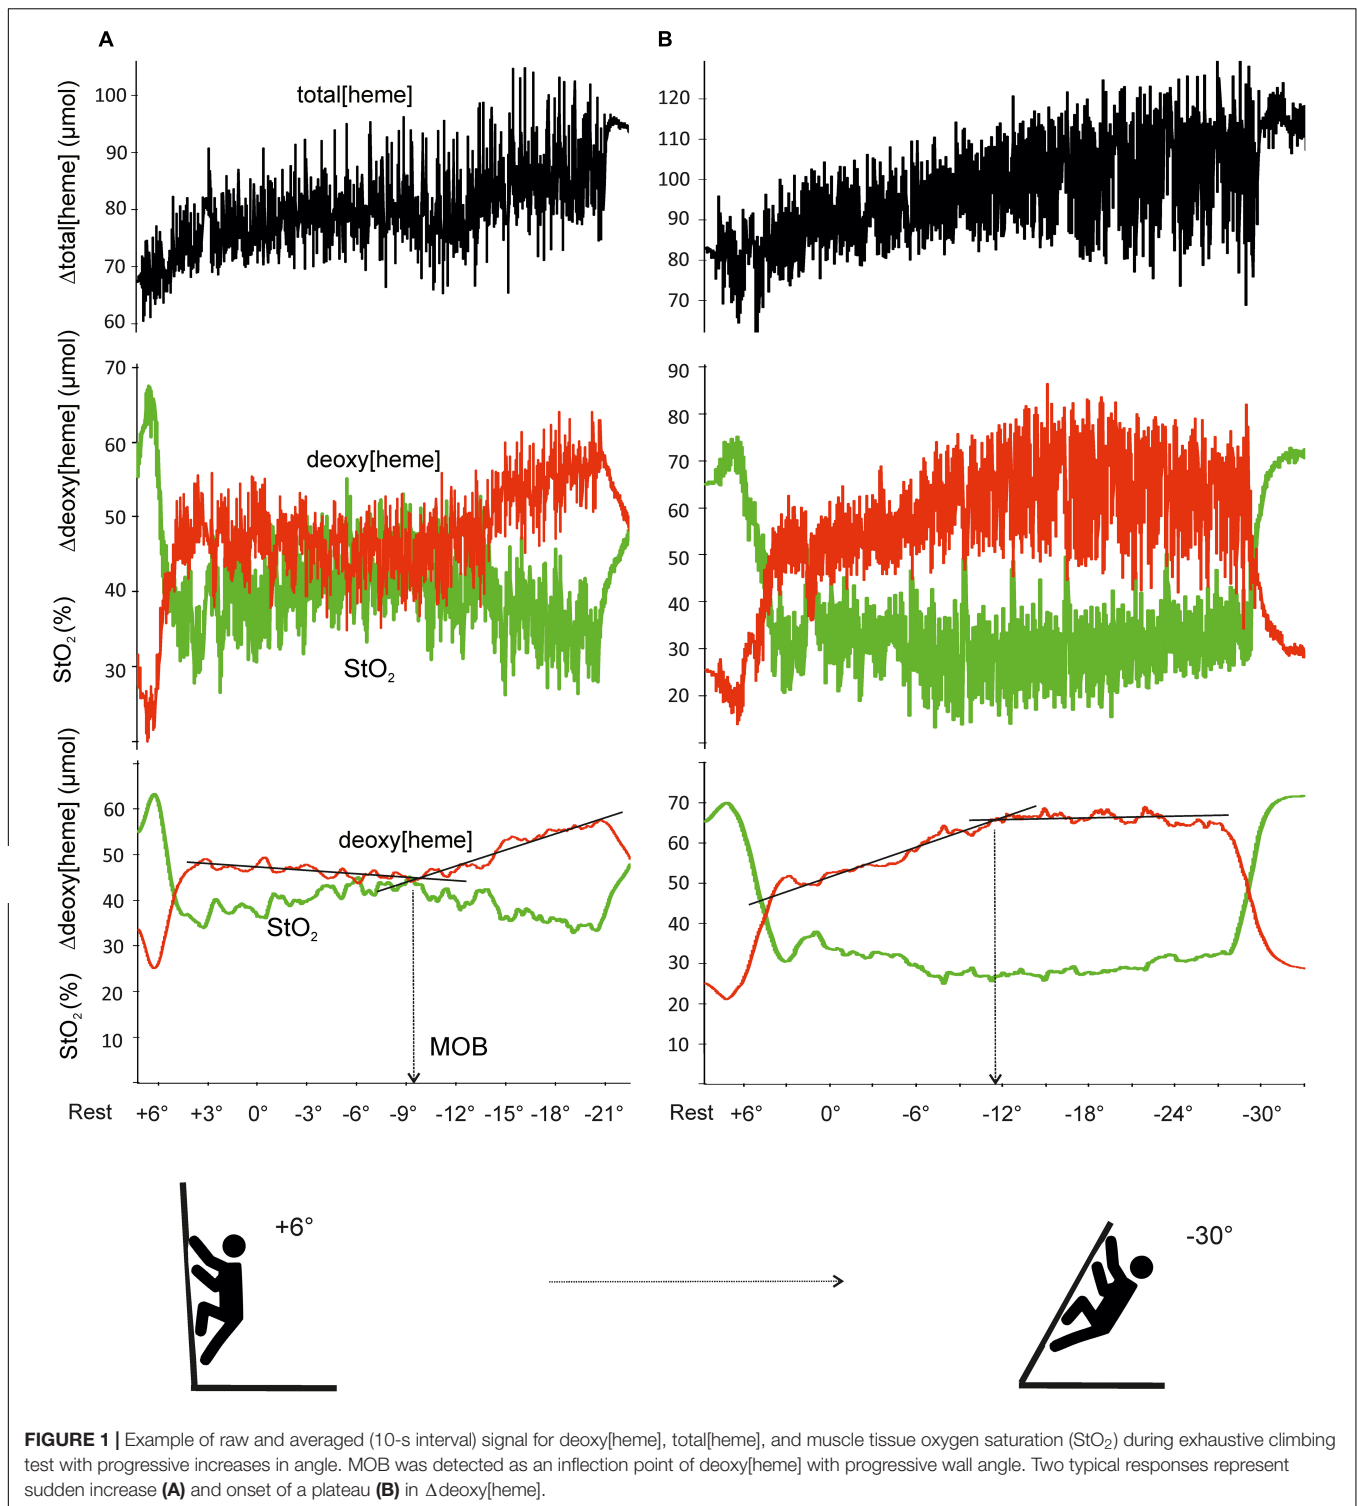 A
B
Δtotal[heme] (μmol)
100
90
80
70
60
total[heme]
120
110
100
90
80
70
Δdeoxy[heme] (μmol)
StO2 (%)
70
60
50
40
30
deoxy[heme]
StO2
90
80
70
60
50
40
30
20
Δdeoxy[heme] (μmol)
StO2 (%)
60
50
40
30
20
10
deoxy[heme]
StO2
MOB
70
60
50
40
30
20
10
Rest +6° +3° 0° -3° -6° -9° -12° -15° -18° -21°
Rest +6° 0° -6° -12° -18° -24° -30°
+6°
-30°
FIGURE 1 | Example of raw and averaged (10-s interval) signal for deoxy[heme], total[heme], and muscle tissue oxygen saturation (StO2) during exhaustive climbing
test with progressive increases in angle. MOB was detected as an inflection point of deoxy[heme] with progressive wall angle. Two typical responses represent
sudden increase (A) and onset of a plateau (B) in Δdeoxy[heme].